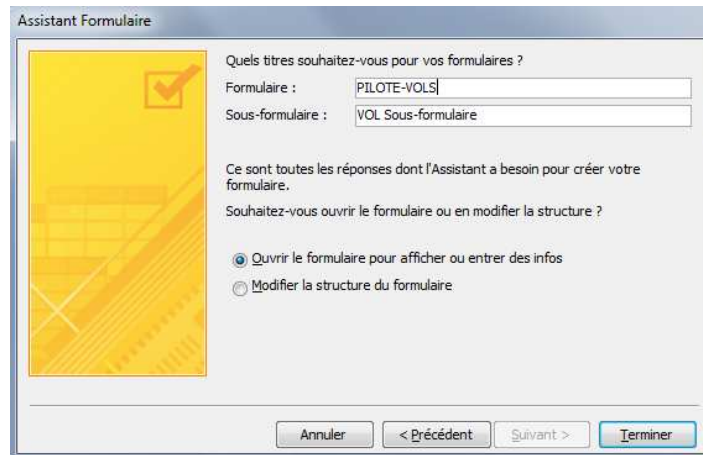 Assistant Formulaire
Quels titres souhaitez-vous pour vos formulaires ?
Formulaire :
PILOTE-VOLS
Sous-formulaire :
VOL Sous-formulaire
Ce sont toutes les réponses dont l'Assistant a besoin pour créer votre
formulaire.
Souhaitez-vous ouvrir le formulaire ou en modifier la structure ?
Ouvrir le formulaire pour afficher ou entrer des infos
Modifier la structure du formulaire
Annuler
< Précédent
Suivant >
Terminer